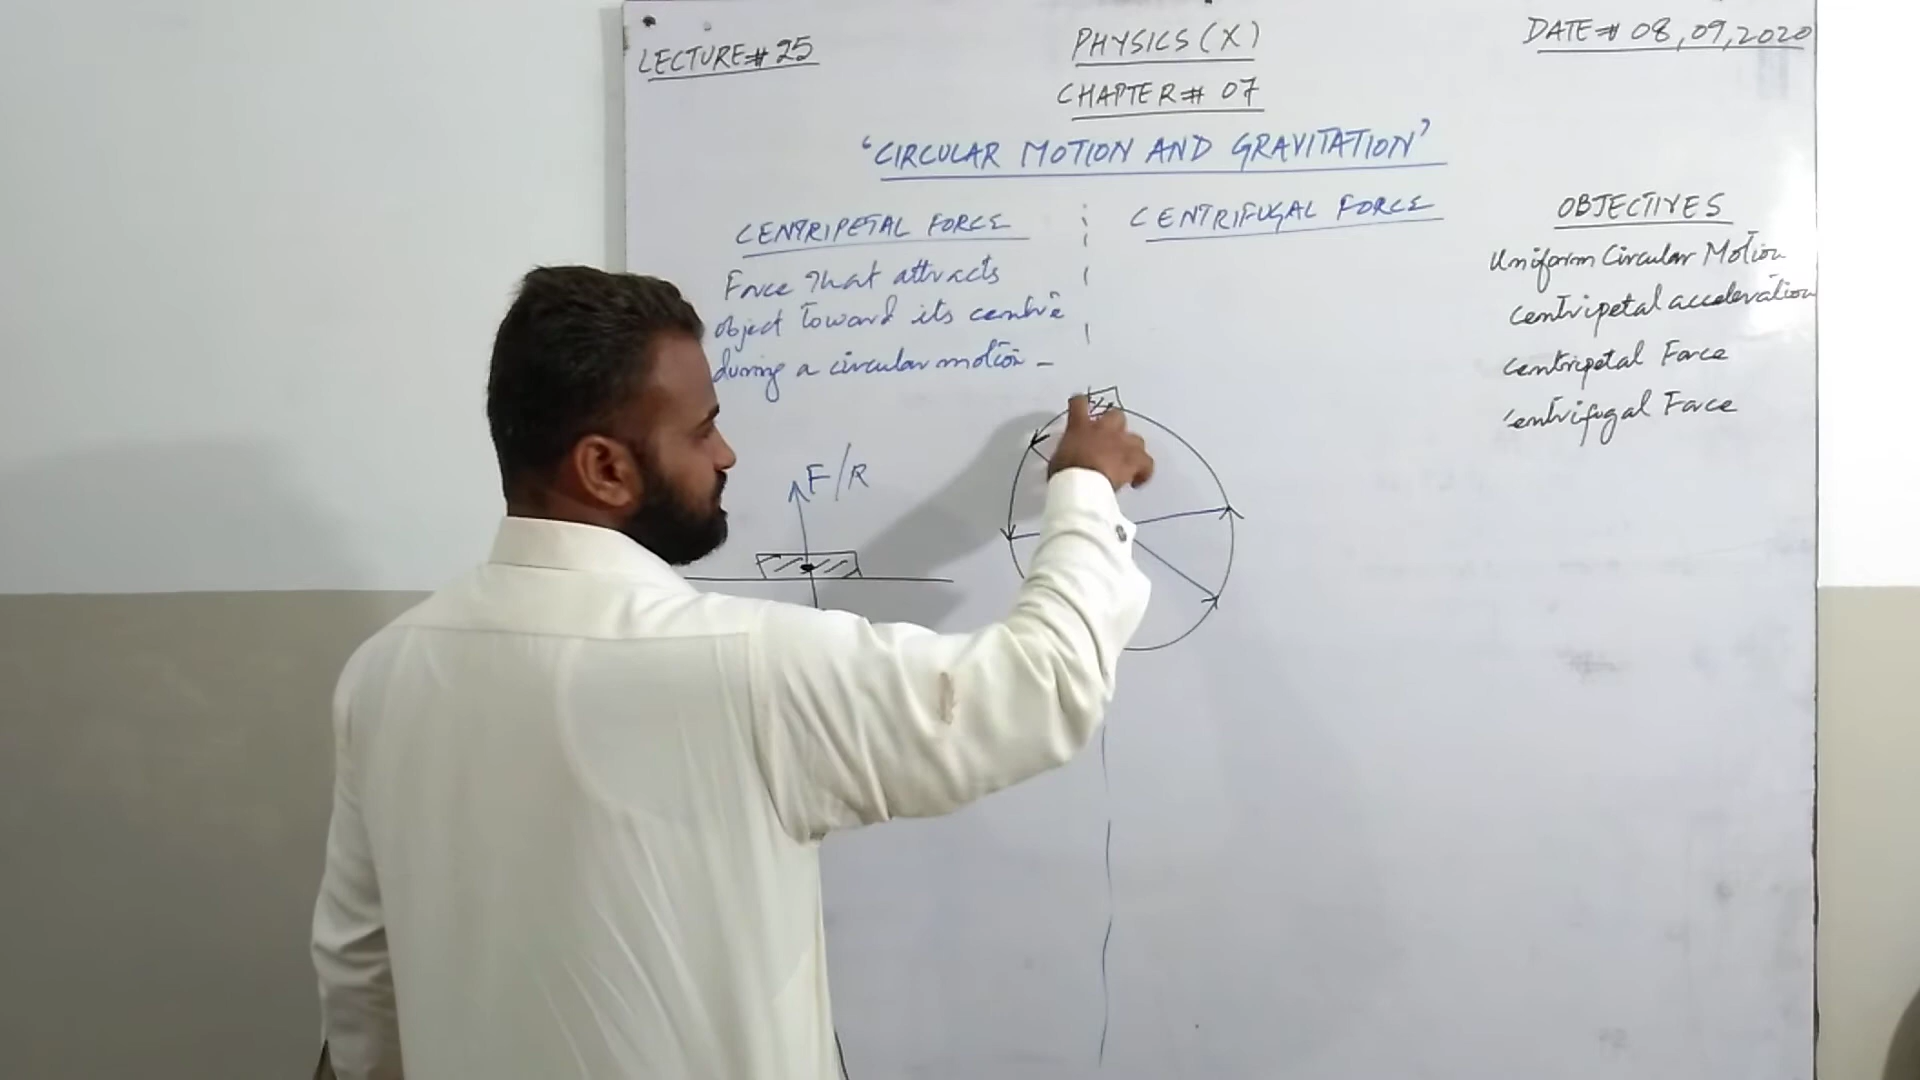 LECTURE# 25
PHYSICS (X)
DATE# 08,09,2020
CHAPTER# 07
'CIRCULAR MOTION AND GRAVITATION'
CENTRIPETAL FORCE
Force that attracts
object toward its centre
during a circular motion -
F/R
CENTRIFUGAL FORCE
OBJECTIVES
Uniform Circular Motion
centripetal acceleration
centripetal Force
centrifugal Force